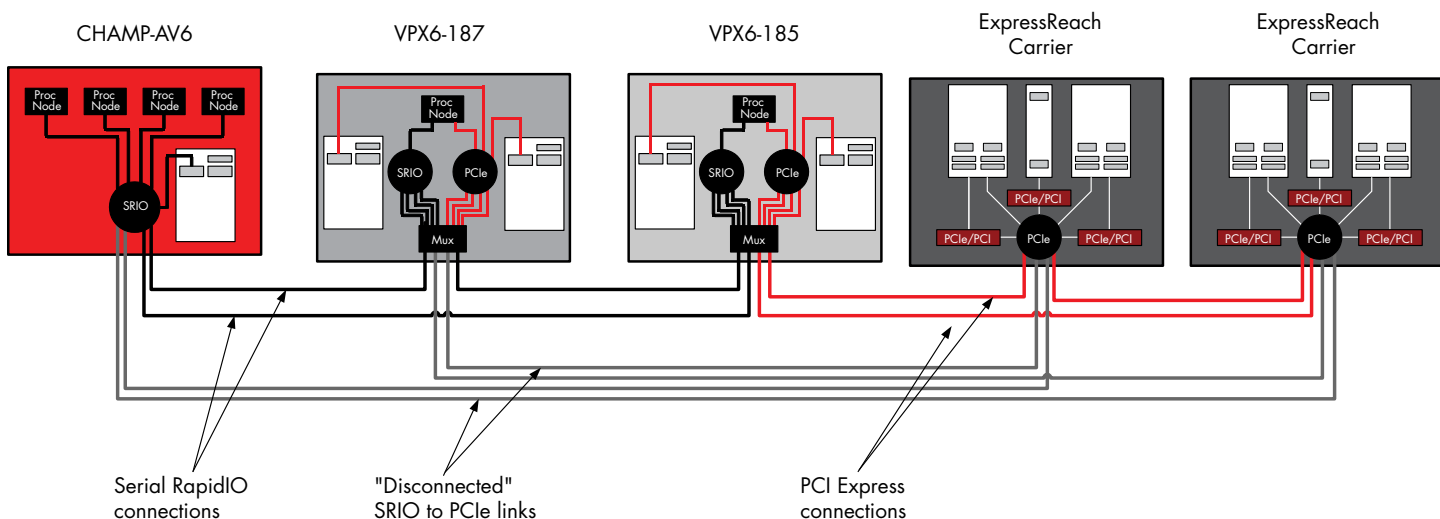 CHAMP-AV6
VPX6-187
VPX6-185
ExpressReach
Carrier
ExpressReach
Carrier
Proc
Node
Proc
Node
Proc
Node
Proc
Node
SRIO
Proc
Node
SRIO
PCIe
Mux
Proc
Node
SRIO
PCIe
Mux
PCIe/PCI
PCIe/PCI
PCIe
PCIe/PCI
PCIe/PCI
PCIe/PCI
PCIe
PCIe/PCI
Serial RapidIO
connections
"Disconnected"
SRIO to PCIe links
PCI Express
connections